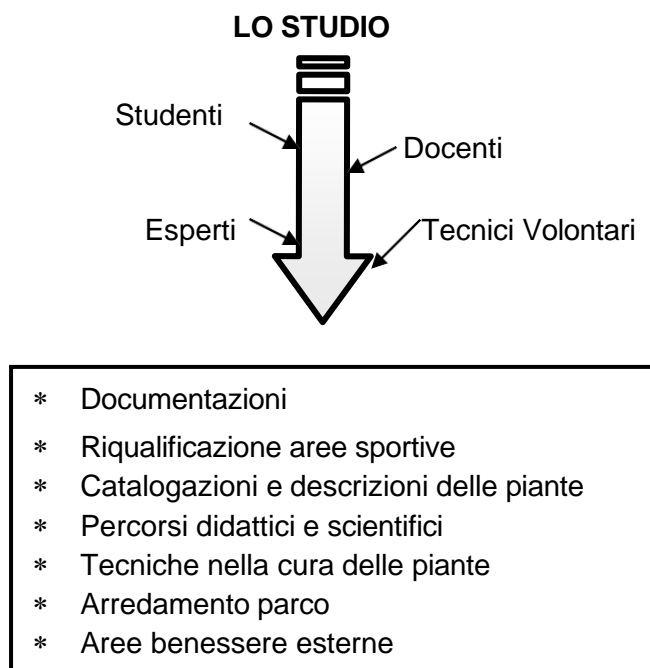 LO STUDIO
Studenti
Docenti
Esperti
Tecnici Volontari
* Documentazioni
* Riqualificazione aree sportive
* Catalogazioni e descrizioni delle piante
* Percorsi didattici e scientifici
* Tecniche nella cura delle piante
* Arredamento parco
* Aree benessere esterne